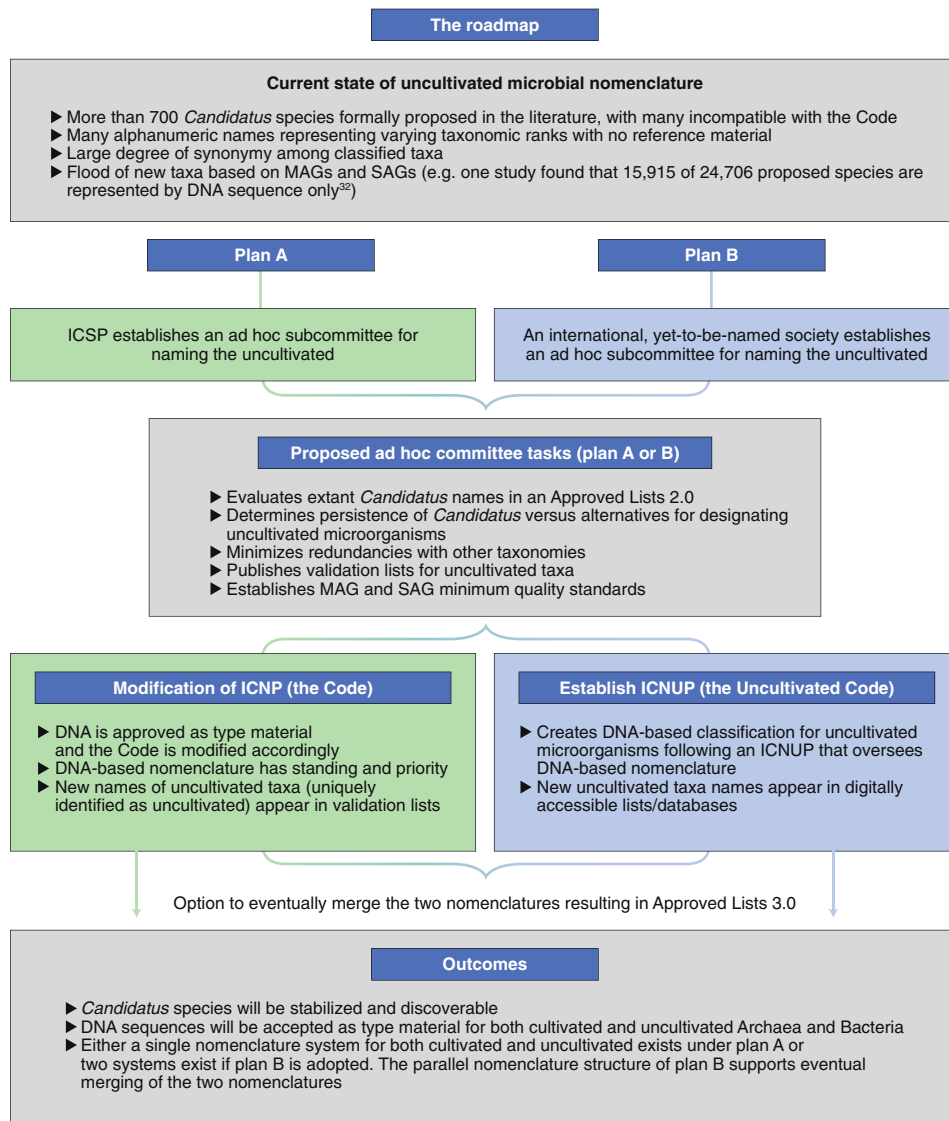 The roadmap
Current state of uncultivated microbial nomenclature
▶ More than 700 Candidatus species formally proposed in the literature, with many incompatible with the Code
▶ Many alphanumeric names representing varying taxonomic ranks with no reference material
▶ Large degree of synonymy among classified taxa
▶ Flood of new taxa based on MAGs and SAGs (e.g. one study found that 15,915 of 24,706 proposed species are
represented by DNA sequence only³²)
Plan A
Plan B
ICSP establishes an ad hoc subcommittee for
naming the uncultivated
An international, yet-to-be-named society establishes
an ad hoc subcommittee for naming the uncultivated
Proposed ad hoc committee tasks (plan A or B)
▶ Evaluates extant Candidatus names in an Approved Lists 2.0
▶ Determines persistence of Candidatus versus alternatives for designating
uncultivated microorganisms
▶ Minimizes redundancies with other taxonomies
▶ Publishes validation lists for uncultivated taxa
▶ Establishes MAG and SAG minimum quality standards
Modification of ICNP (the Code)
▶ DNA is approved as type material
and the Code is modified accordingly
▶ DNA-based nomenclature has standing and priority
▶ New names of uncultivated taxa (uniquely
identified as uncultivated) appear in validation lists
Establish ICNUP (the Uncultivated Code)
▶ Creates DNA-based classification for uncultivated
microorganisms following an ICNUP that oversees
DNA-based nomenclature
▶ New uncultivated taxa names appear in digitally
accessible lists/databases
Option to eventually merge the two nomenclatures resulting in Approved Lists 3.0
Outcomes
▶ Candidatus species will be stabilized and discoverable
▶ DNA sequences will be accepted as type material for both cultivated and uncultivated Archaea and Bacteria
▶ Either a single nomenclature system for both cultivated and uncultivated exists under plan A or
two systems exist if plan B is adopted. The parallel nomenclature structure of plan B supports eventual
merging of the two nomenclatures